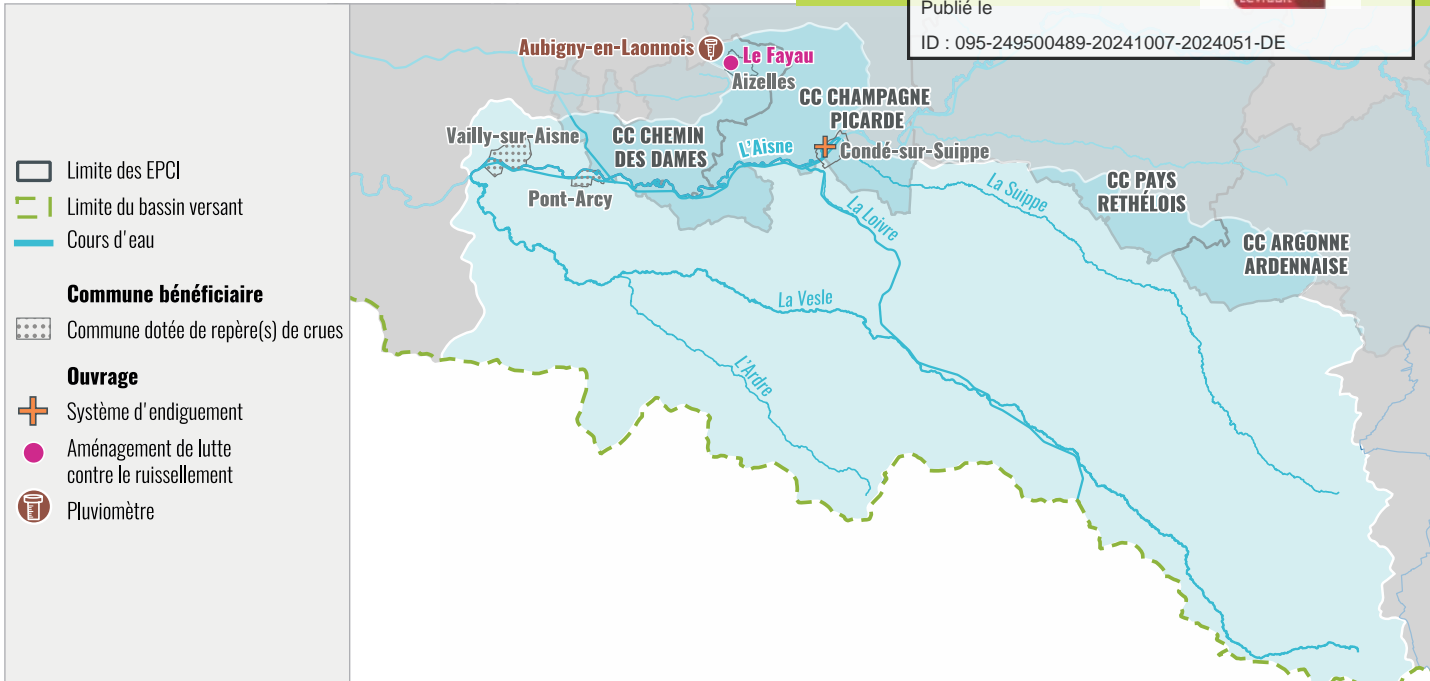 Publié le
ID : 095-249500489-20241007-2024051-DE
Limite des EPCI
Limite du bassin versant
Cours d'eau
Commune bénéficiaire
Commune dotée de repère(s) de crues
Ouvrage
Système d'endiguement
Aménagement de lutte
contre le ruissellement
Pluviomètre
Aubigny-en-Laonnois
Le Fayau
Aizelles
CC CHAMPAGNE
PICARDE
Vailly-sur-Aisne
CC CHEMIN
DES DAMES
L'Aisne
Condé-sur-Suippe
Pont-Arcy
La Suippe
CC PAYS
RETHÉLOIS
La Loivre
CC ARGONNE
ARDENNAISE
La Vesle
L'Ardre